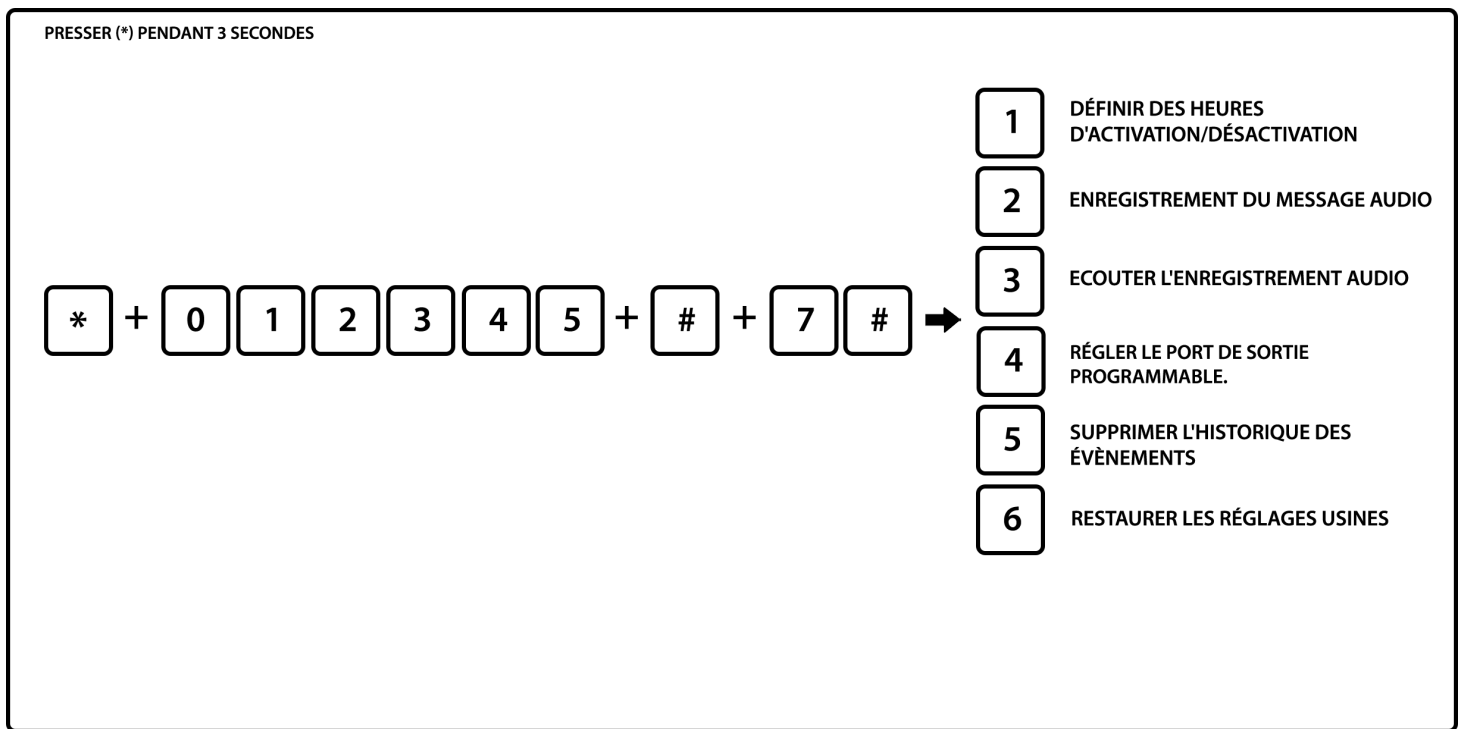 PRESSER (*) PENDANT 3 SECONDES
1 DÉFINIR DES HEURES
D'ACTIVATION/DÉSACTIVATION
2 ENREGISTREMENT DU MESSAGE AUDIO
3 ECOUTER L'ENREGISTREMENT AUDIO
* + 0 1 2 3 4 5 + # + 7 #
4 RÉGLER LE PORT DE SORTIE
PROGRAMMABLE.
5 SUPPRIMER L'HISTORIQUE DES
ÉVÈNEMENTS
6 RESTAURER LES RÉGLAGES USINES